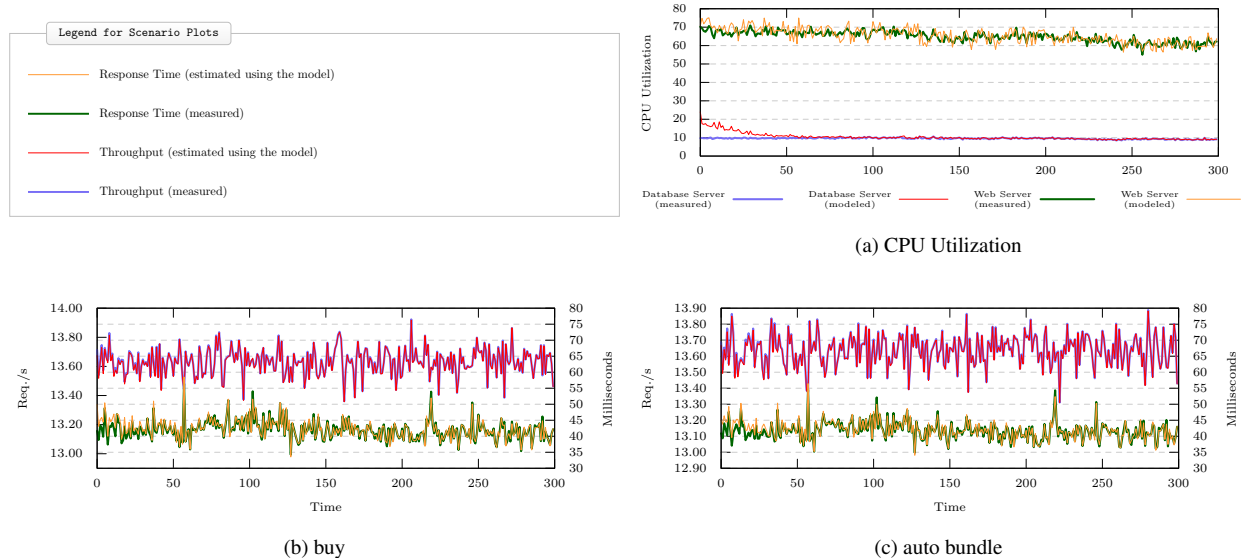 Legend for Scenario Plots
Response Time (estimated using the model)
Response Time (measured)
Throughput (estimated using the model)
Throughput (measured)
CPU Utilization
80
70
60
50
40
30
20
10
0
0 50 100 150 200 250 300
Database Server (measured)
Database Server (modeled)
Web Server (measured)
Web Server (modeled)
(a) CPU Utilization
Req./s
14.00
13.80
13.60
13.40
13.20
13.00
80
75
70
65
60
55
50
45
40
35
30
Milliseconds
0 50 100 150 200 250 300
Time
(b) buy
Req./s
13.90
13.80
13.70
13.60
13.50
13.40
13.30
13.20
13.10
13.00
12.90
80
75
70
65
60
55
50
45
40
35
30
Milliseconds
0 50 100 150 200 250 300
Time
(c) auto bundle